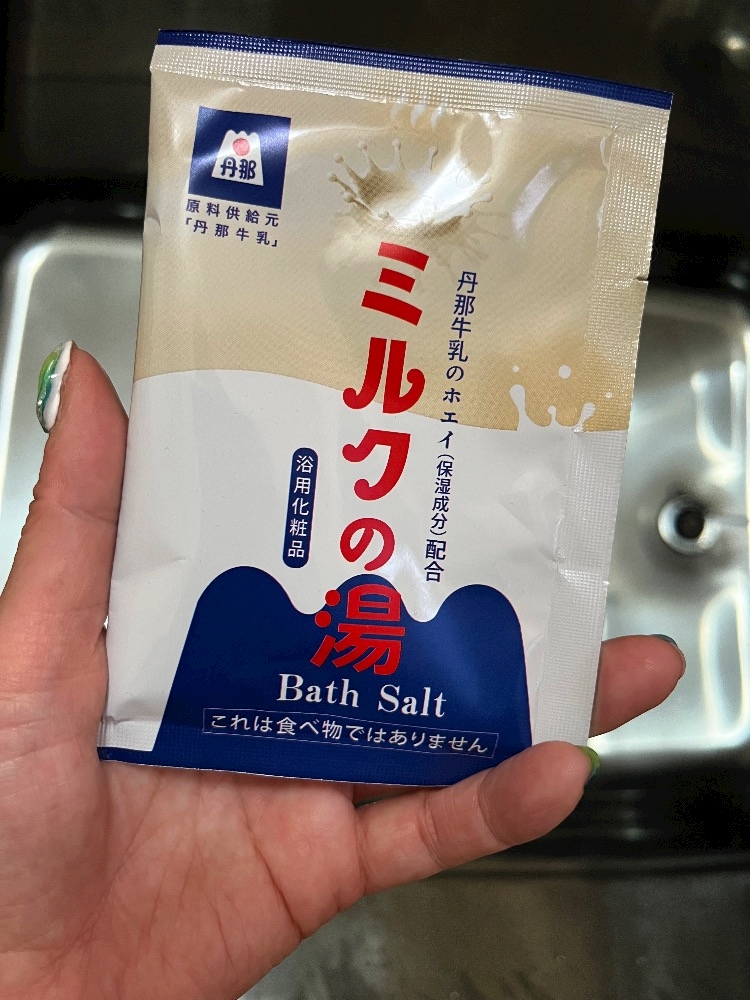 丹那
原料供給元
「丹那牛乳」
ミルクの湯
丹那牛乳のホエイ(保湿成分)配合
浴用化粧品
Bath Salt
これは食べ物ではありません